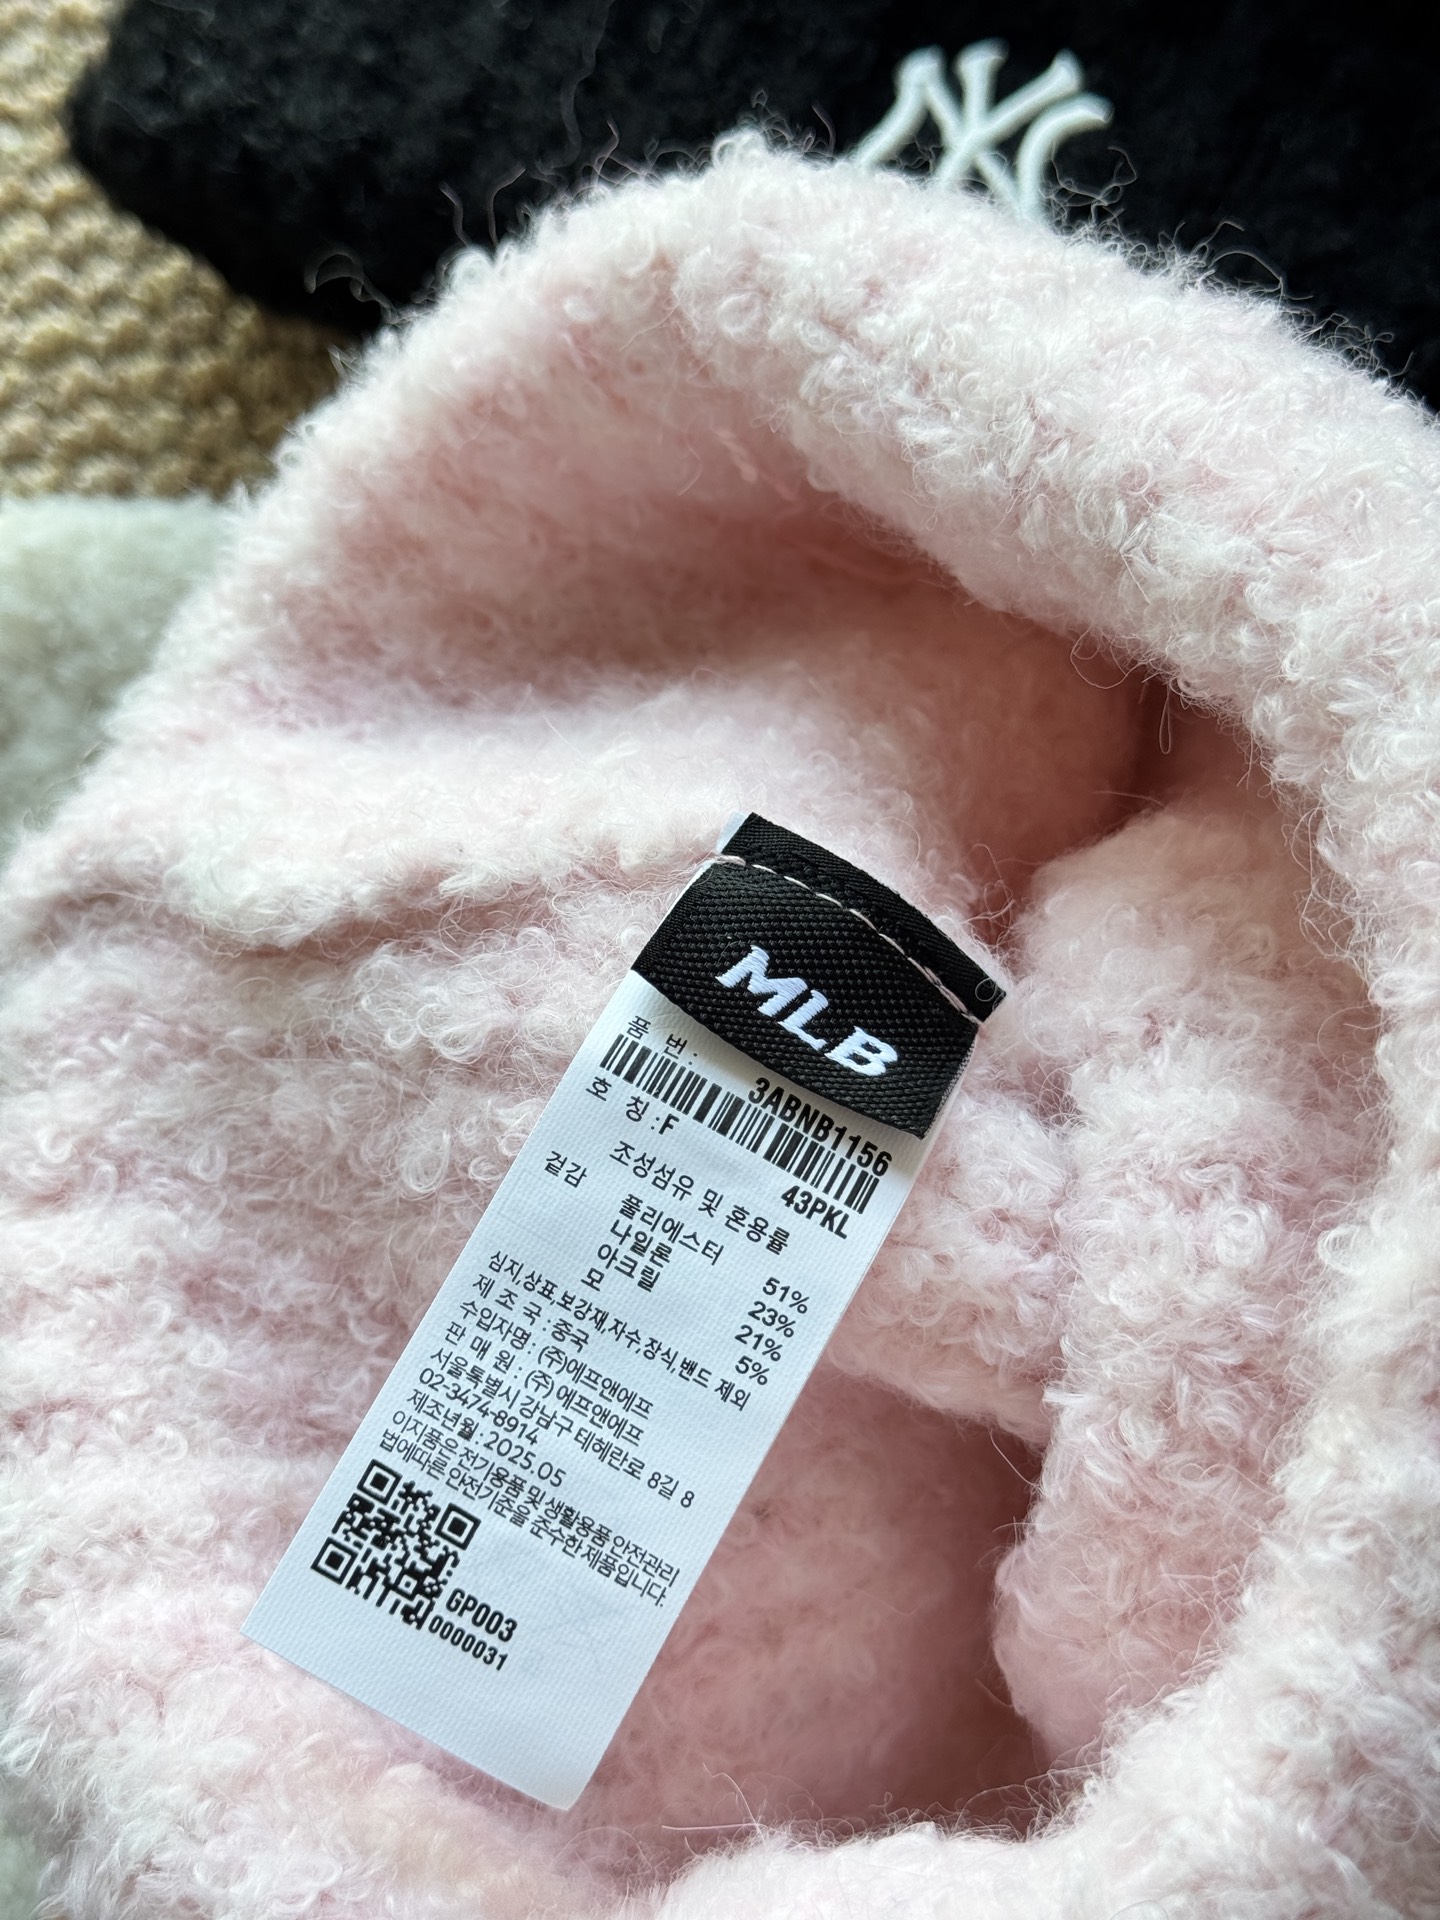 NY
MLB
품 번 :
3ABNB1156
호 칭 : F
43PKL
조성섬유 및 혼용률
겉감
폴리에스터 51%
나일론 23%
아크릴 21%
모 5%
심지,상표,보강재,자수,장식,밴드 제외
제 조 국 : 중국
수입자명 : (주)에프앤에프
판 매 원 : (주) 에프앤에프
서울특별시 강남구 테헤란로 8길 8
02-3474-8914
제조년월 : 2025.05
이지품은전기용품및생활용품안전관리
법에따른안전기준을준수한제품입니다.
GP003
0000031